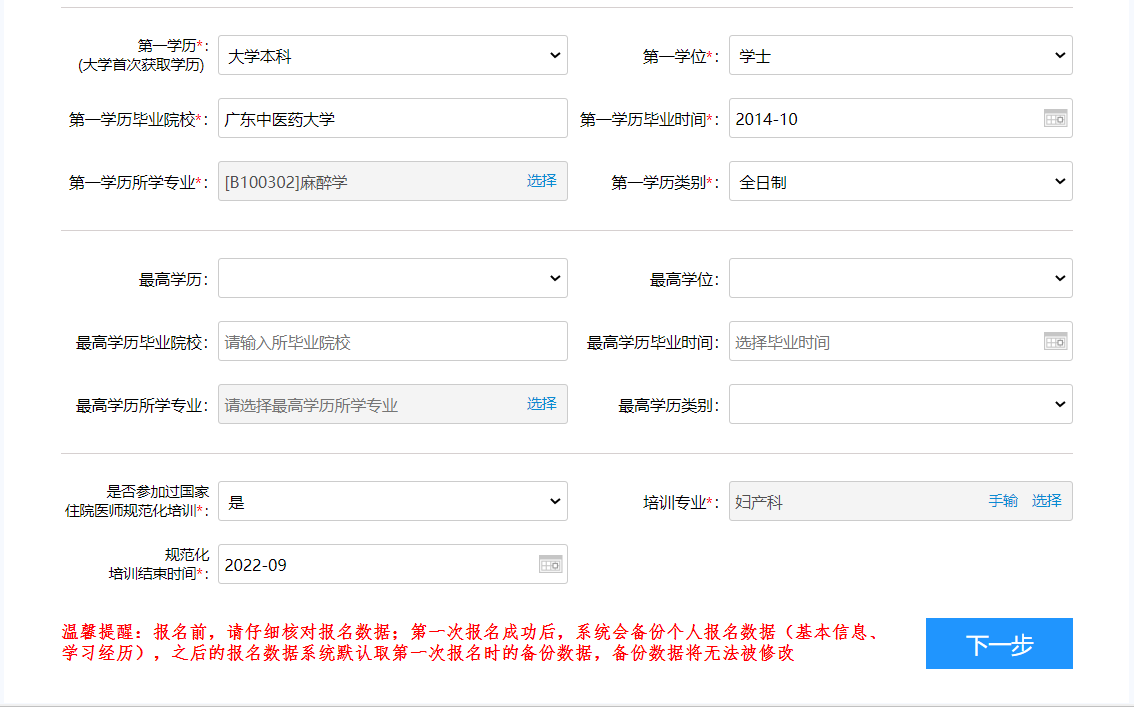 第一学历*:
(大学首次获取学历)
大学本科
第一学位*:
学士
第一学历毕业院校*:
广东中医药大学
第一学历毕业时间*:
2014-10
第一学历所学专业*:
[B100302]麻醉学
选择
第一学历类别*:
全日制
最高学历:
最高学位:
最高学历毕业院校:
请输入所毕业院校
最高学历毕业时间:
选择毕业时间
最高学历所学专业:
请选择最高学历所学专业
选择
最高学历类别:
是否参加过国家
住院医师规范化培训*:
是
培训专业*:
妇产科
手输
选择
规范化
培训结束时间*:
2022-09
温馨提醒：报名前，请仔细核对报名数据；第一次报名成功后，系统会备份个人报名数据（基本信息、
学习经历），之后的报名数据系统默认取第一次报名时的备份数据，备份数据将无法被修改
下一步